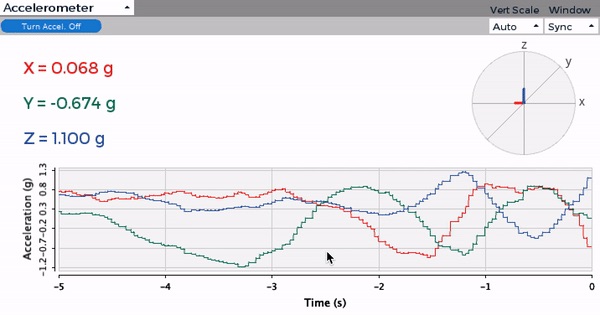 Accelerometer
Vert Scale Window
Turn Accel. Off
Auto Sync
X = 0.068 g
Y = -0.674 g
Z = 1.100 g
z
y
x
Acceleration (g)
1.3
0.8
0.3
-0.2
-0.7
-1.2
-5 -4 -3 -2 -1 0
Time (s)